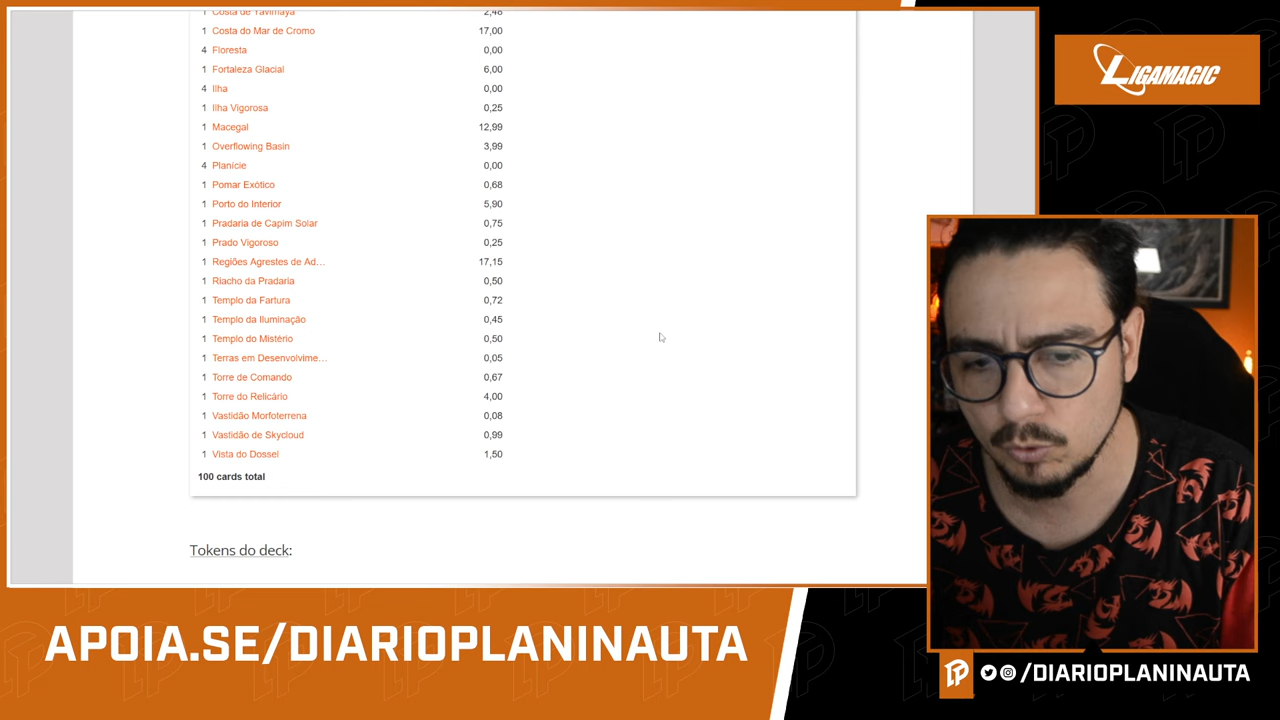 1 Costa de Yavimaya 2,48
1 Costa do Mar de Cromo 17,00
4 Floresta 0,00
1 Fortaleza Glacial 6,00
4 Ilha 0,00
1 Ilha Vigorosa 0,25
1 Macegal 12,99
1 Overflowing Basin 3,99
4 Planície 0,00
1 Pomar Exótico 0,68
1 Porto do Interior 5,90
1 Pradaria de Capim Solar 0,75
1 Prado Vigoroso 0,25
1 Regiões Agrestes de Ad... 17,15
1 Riacho da Pradaria 0,50
1 Templo da Fartura 0,72
1 Templo da Iluminação 0,45
1 Templo do Mistério 0,50
1 Terras em Desenvolvime... 0,05
1 Torre de Comando 0,67
1 Torre do Relicário 4,00
1 Vastidão Morfoterrena 0,08
1 Vastidão de Skycloud 0,99
1 Vista do Dossel 1,50
100 cards total
Tokens do deck:
LIGAMAGIC
APOIA.SE/DIARIOPLANINAUTA
/DIARIOPLANINAUTA